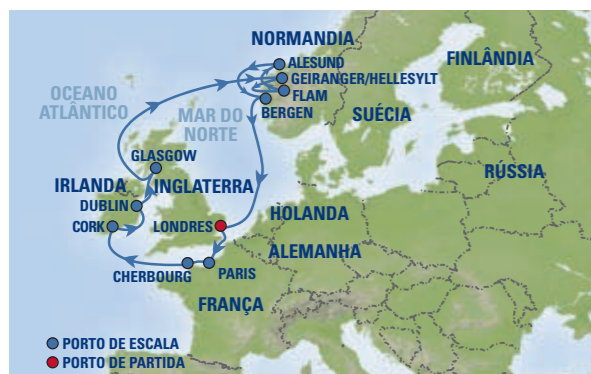 NORMANDIA
ALESUND
FINLÂNDIA
GEIRANGER/HELLESYLT
OCEANO
ATLÂNTICO
FLAM
MAR DO
NORTE
BERGEN
SUÉCIA
GLASGOW
RÚSSIA
IRLANDA
INGLATERRA
DUBLIN
HOLANDA
CORK
LONDRES
ALEMANHA
CHERBOURG
PARIS
FRANÇA
PORTO DE ESCALA
PORTO DE PARTIDA